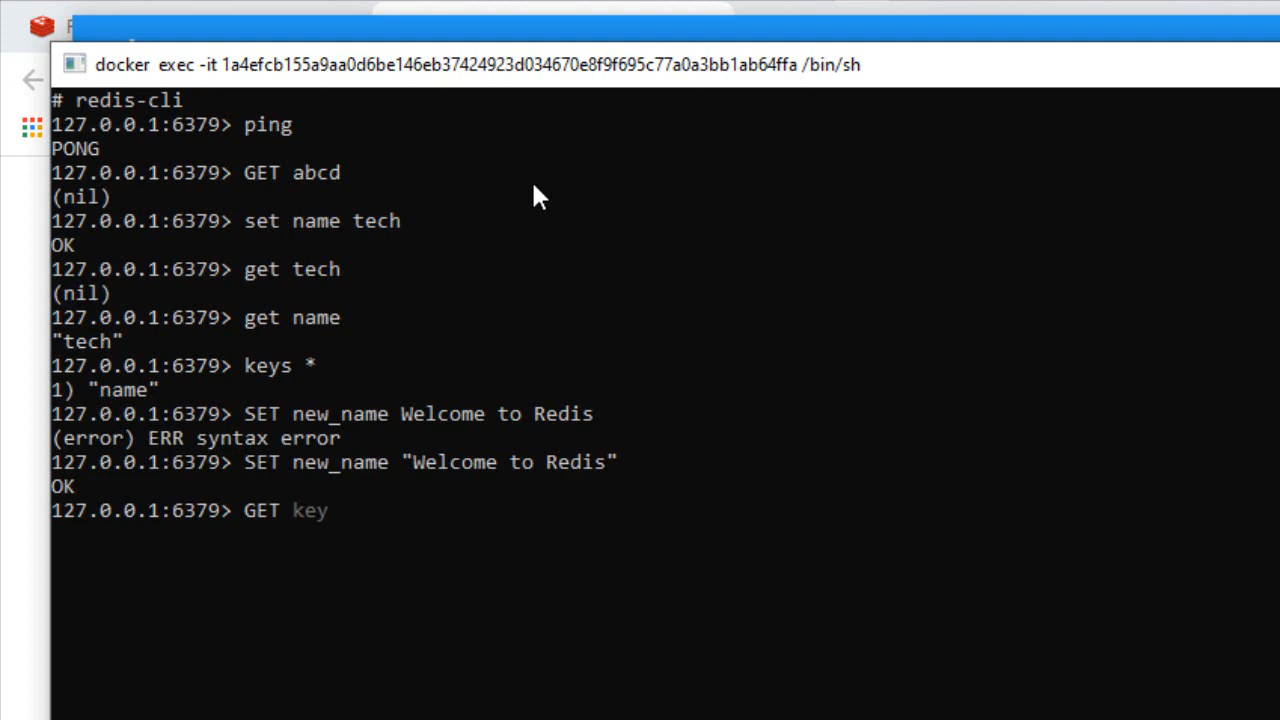 docker exec -it 1a4efcb155a9aa0d6be146eb37424923d034670e8f9f695c77a0a3bb1ab64ffa /bin/sh
# redis-cli
127.0.0.1:6379> ping
PONG
127.0.0.1:6379> GET abcd
(nil)
127.0.0.1:6379> set name tech
OK
127.0.0.1:6379> get tech
(nil)
127.0.0.1:6379> get name
"tech"
127.0.0.1:6379> keys *
1) "name"
127.0.0.1:6379> SET new_name Welcome to Redis
(error) ERR syntax error
127.0.0.1:6379> SET new_name "Welcome to Redis"
OK
127.0.0.1:6379> GET key